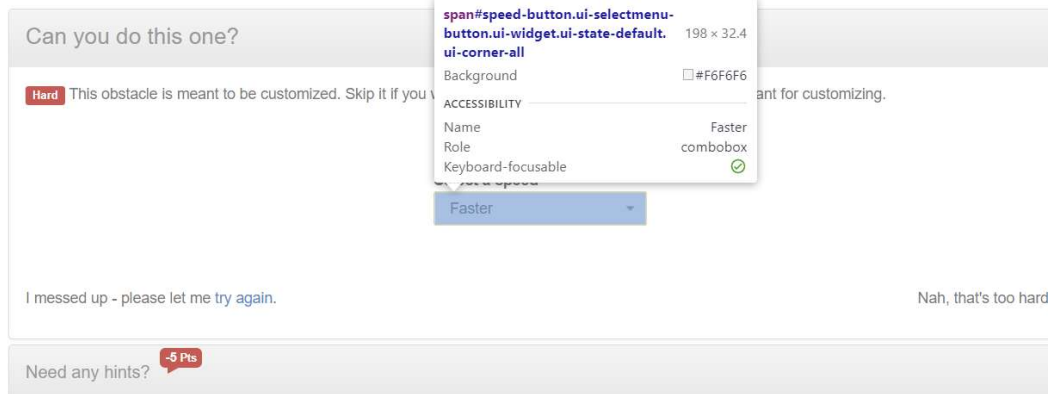 Can you do this one?
span#speed-button.ui-selectmenu-
button.ui-widget.ui-state-default.
ui-corner-all
198 × 32.4
Background
#F6F6F6
ACCESSIBILITY
Name
Faster
Role
combobox
Keyboard-focusable
Hard
This obstacle is meant to be customized. Skip it if you
ant for customizing.
a speed
Faster
I messed up - please let me try again.
Nah, that's too hard
-5 Pts
Need any hints?